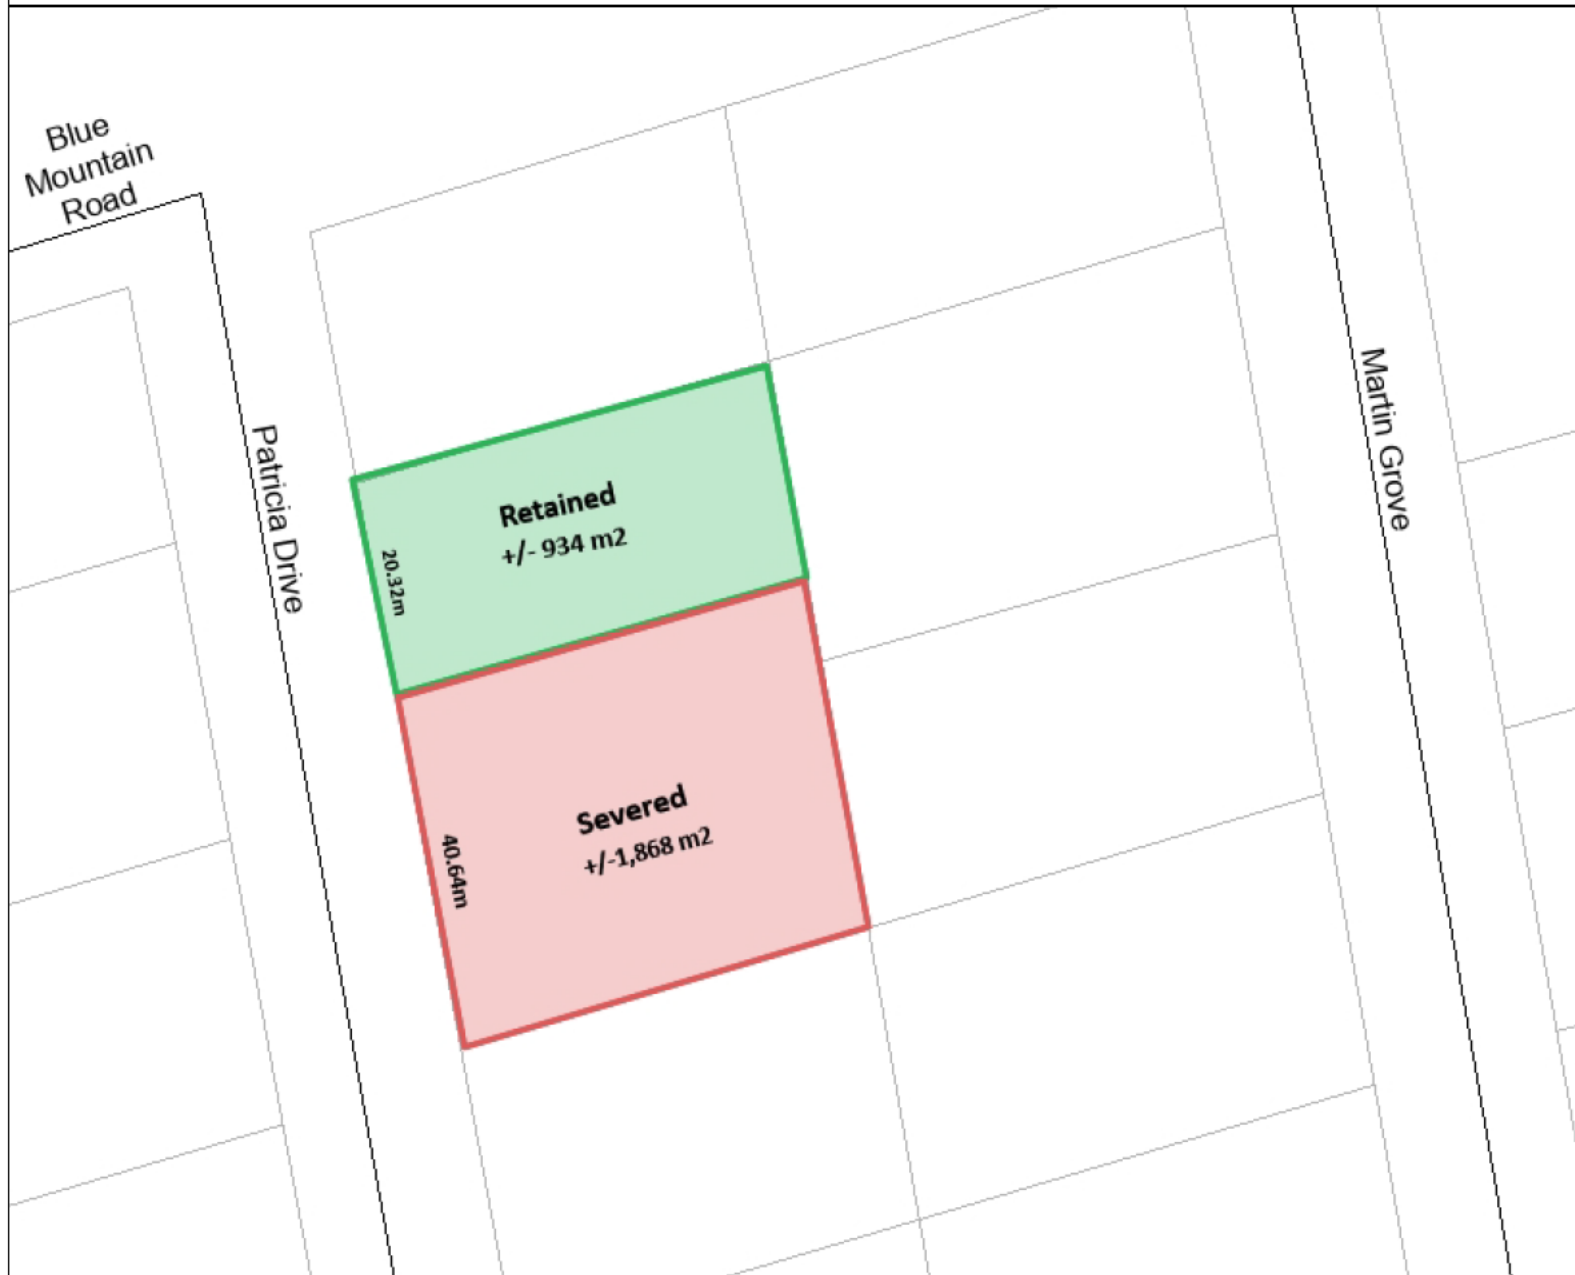 Blue
Mountain
Road
Patricia Drive
Martin Grove
Retained
+/- 934 m2
20.32m
Severed
+/-1,868 m2
40.64m